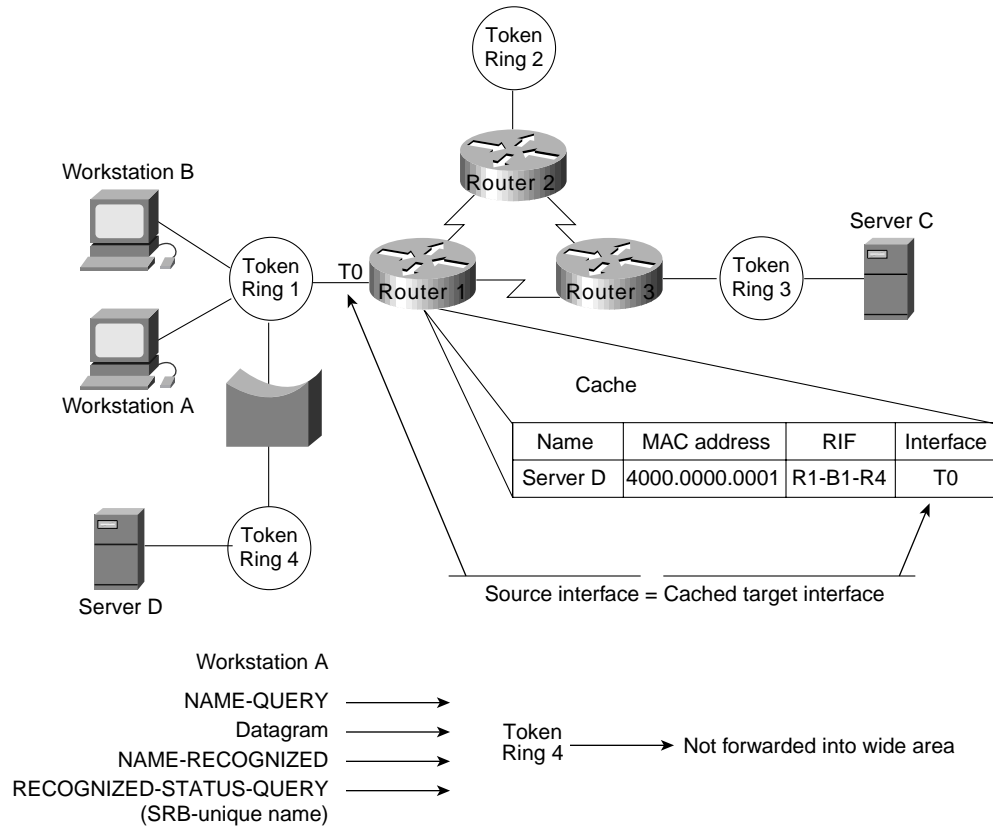 Token
Ring 2
Router 2
Workstation B
Server C
Token
Ring 1
T0
Router 1
Router 3
Token
Ring 3
Workstation A
Cache
Name MAC address RIF Interface
Server D 4000.0000.0001 R1-B1-R4 T0
Token
Ring 4
Server D
Source interface = Cached target interface
Workstation A
NAME-QUERY
Datagram
NAME-RECOGNIZED
RECOGNIZED-STATUS-QUERY
(SRB-unique name)
Token
Ring 4
Not forwarded into wide area